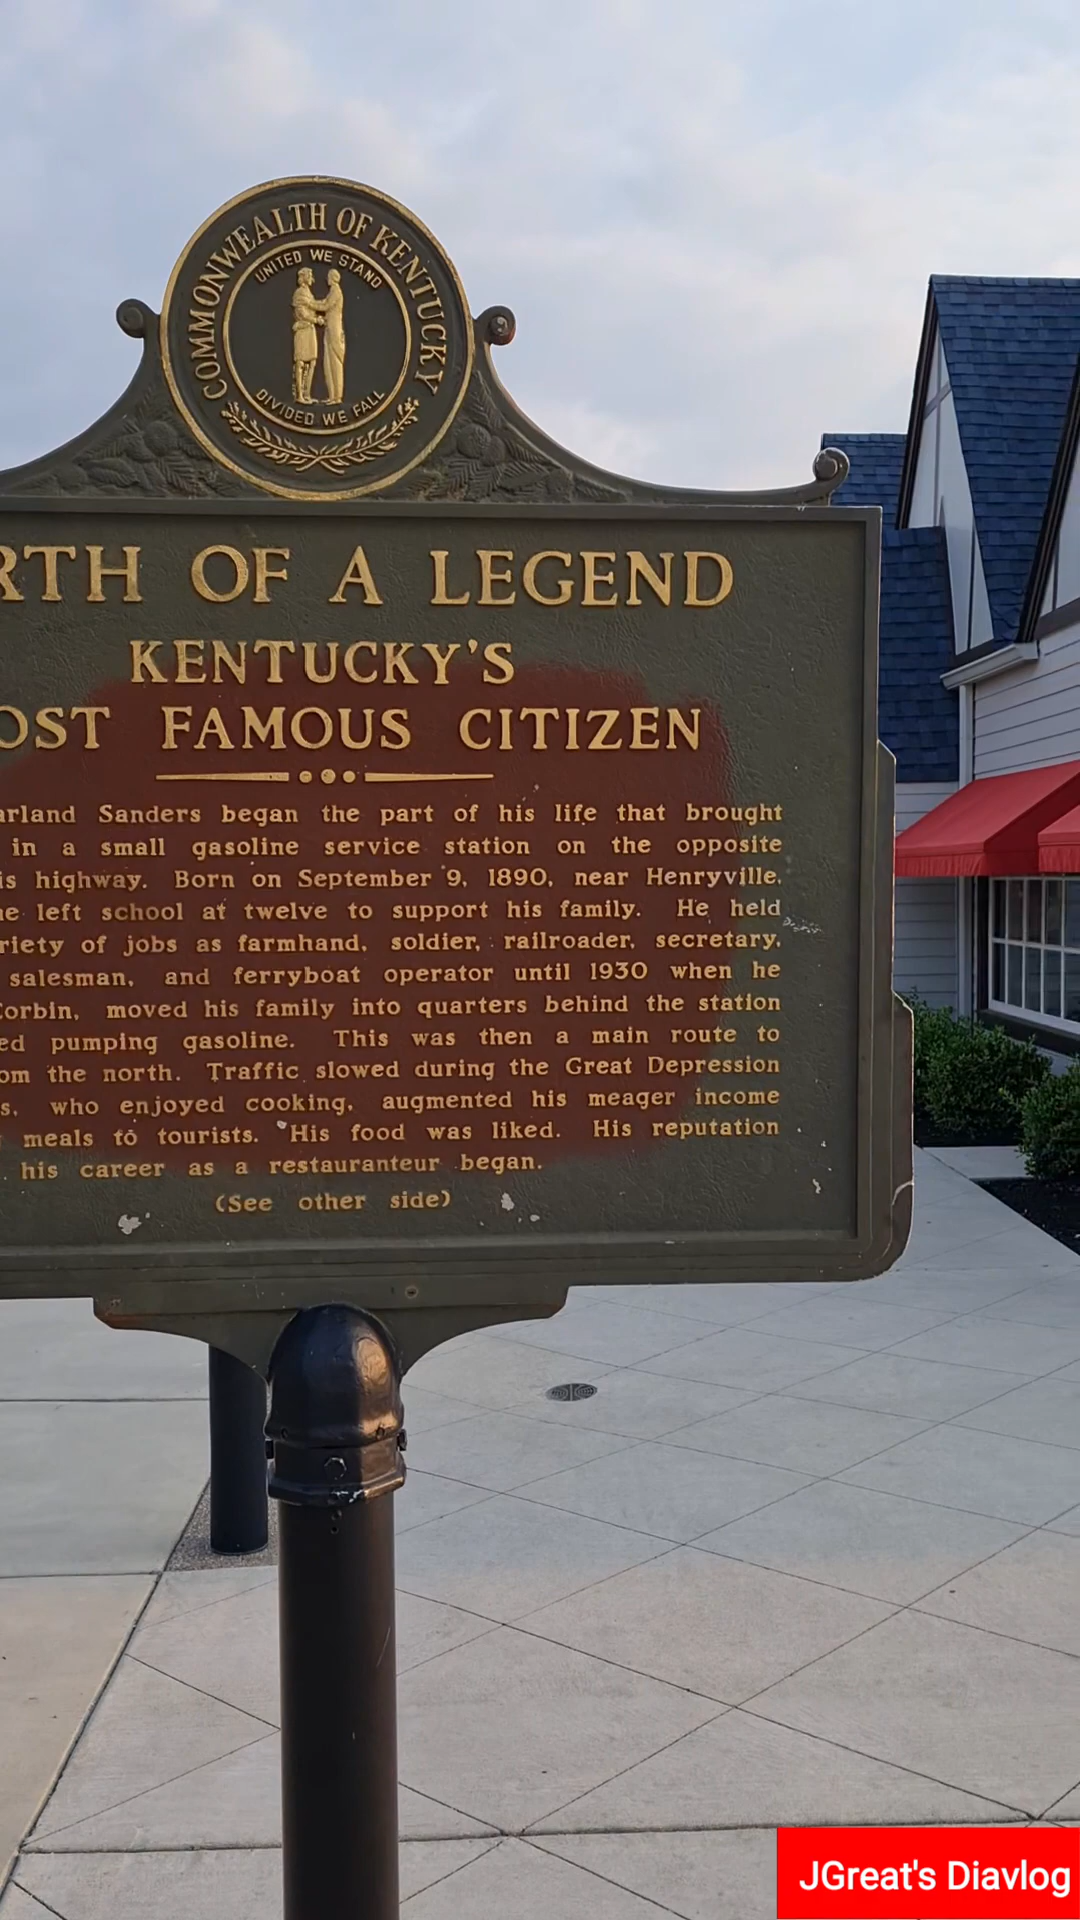 COMMONWEALTH OF KENTUCKY
UNITED WE STAND
DIVIDED WE FALL
RTH OF A LEGEND
KENTUCKY'S
OST FAMOUS CITIZEN
arland Sanders began the part of his life that brought
in a small gasoline service station on the opposite
is highway. Born on September 9, 1890, near Henryville,
he left school at twelve to support his family. He held
riety of jobs as farmhand, soldier, railroader, secretary,
salesman, and ferryboat operator until 1930 when he
Corbin, moved his family into quarters behind the station
ed pumping gasoline. This was then a main route to
om the north. Traffic slowed during the Great Depression
s, who enjoyed cooking, augmented his meager income
meals to tourists. His food was liked. His reputation
his career as a restauranteur began.
(See other side)
JGreat's Diavlog